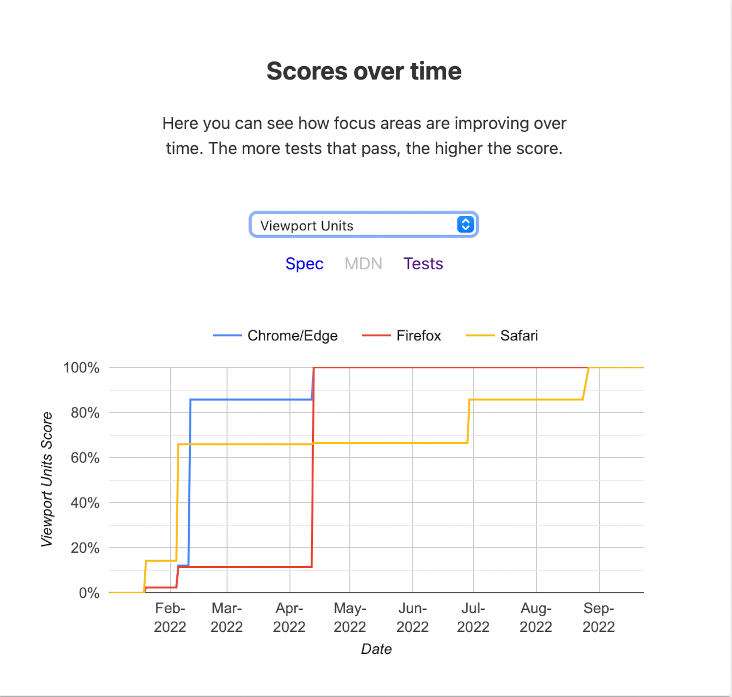 Scores over time
Here you can see how focus areas are improving over
time. The more tests that pass, the higher the score.
Viewport Units
Spec MDN Tests
Chrome/Edge Firefox Safari
100%
80%
60%
40%
20%
0%
Viewport Units Score
Feb- Mar- Apr- May- Jun- Jul- Aug- Sep-
2022 2022 2022 2022 2022 2022 2022 2022
Date